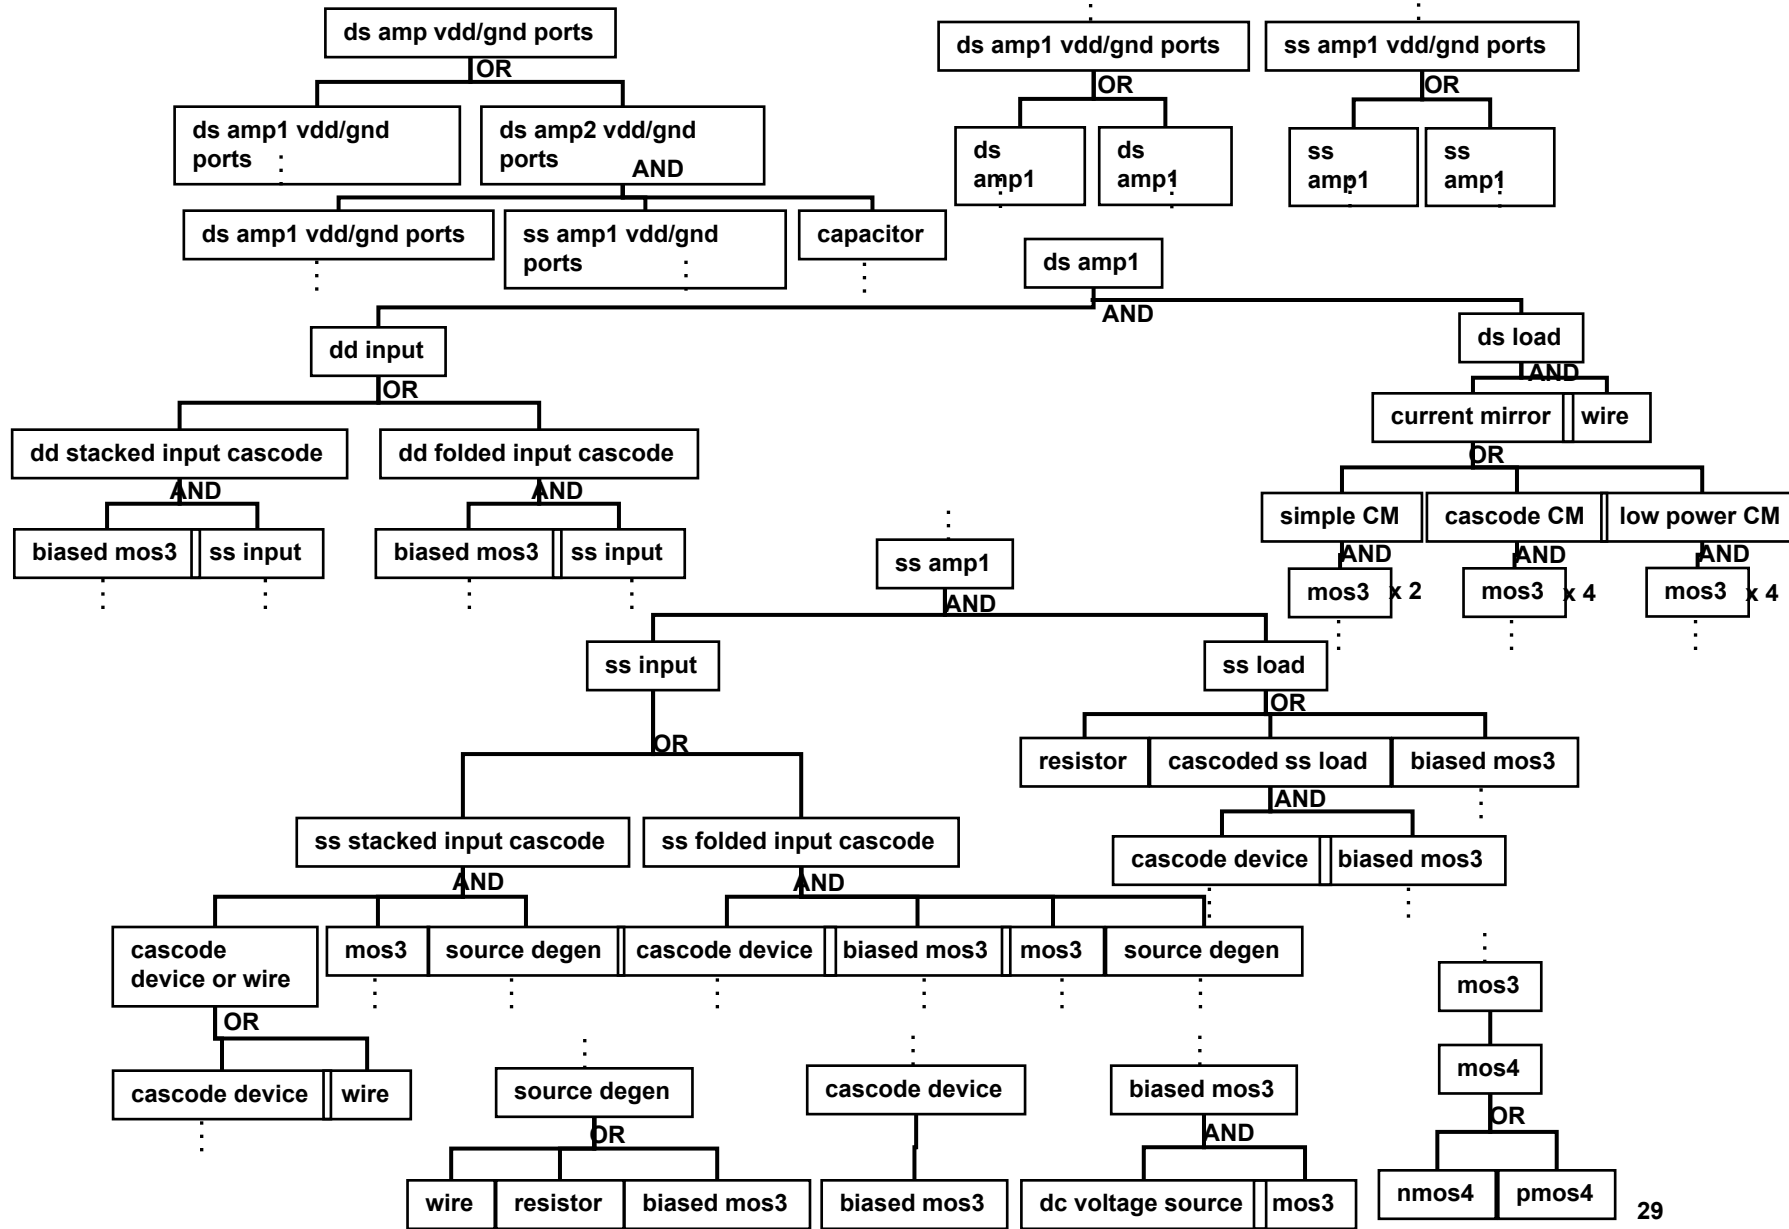 ds amp vdd/gnd ports
OR
ds amp1 vdd/gnd
ports
ds amp2 vdd/gnd
ports
AND
ds amp1 vdd/gnd ports
ss amp1 vdd/gnd
ports
capacitor
ds amp1 vdd/gnd ports
OR
ds
amp1
ds
amp1
ss amp1 vdd/gnd ports
OR
ss
amp1
ss
amp1
ds amp1
AND
dd input
OR
dd stacked input cascode
AND
biased mos3
ss input
dd folded input cascode
AND
biased mos3
ss input
ds load
AND
current mirror
wire
OR
simple CM
cascode CM
low power CM
AND
AND
AND
mos3 x 2
mos3 x 4
mos3 x 4
ss amp1
AND
ss input
OR
ss stacked input cascode
ss folded input cascode
AND
AND
cascode
device or wire
mos3
source degen
cascode device
biased mos3
mos3
source degen
OR
cascode device
wire
ss load
OR
resistor
cascoded ss load
biased mos3
AND
cascode device
biased mos3
source degen
OR
wire
resistor
biased mos3
cascode device
biased mos3
biased mos3
AND
dc voltage source
mos3
mos3
mos4
OR
nmos4
pmos4
29